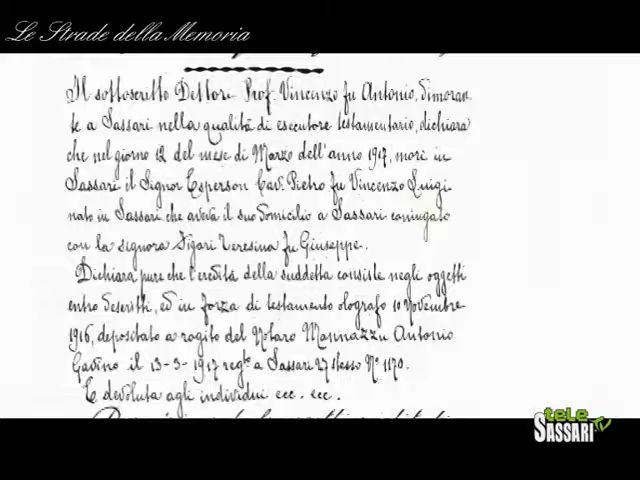 Le Strade della Memoria
Il sottoscritto Dettori Prof. Vincenzo fu Antonio, dimoran
te a Sassari nella qualità di esecutore testamentario, dichiara
che nel giorno 12 del mese di Marzo dell'anno 1917, morì in
Sassari il Signor Esperson Cav. Pietro fu Vincenzo Luigi
nato in Sassari che aveva il suo domicilio a Sassari coniugato
con la signora Figari Teresina fu Giuseppe.
Dichiara pure che l'eredità della suddetta consiste negli oggetti
entro descritti, ed in forza di testamento olografo 10 Novembre
1916, depositato a rogito del Notaro Mannazzu Antonio
Gavino il 13-3-1917 regto a Sassari 27 stesso N° 1170.
E devoluta agli individui ecc. ecc.
tele
SASSARI.TV